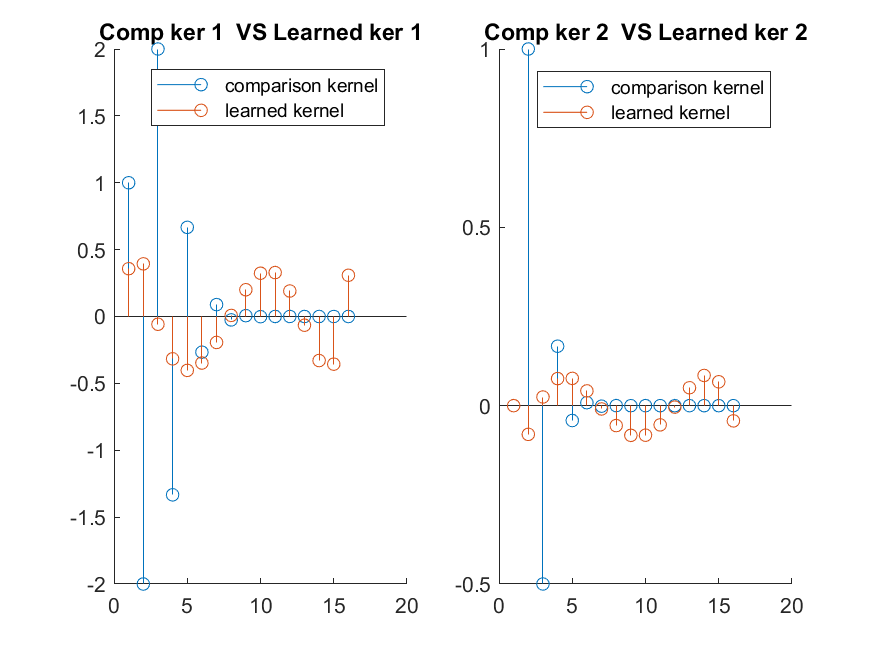 Comp ker 1  VS Learned ker 1
comparison kernel
learned kernel
2
1.5
1
0.5
0
-0.5
-1
-1.5
-2
0 5 10 15 20
Comp ker 2  VS Learned ker 2
comparison kernel
learned kernel
1
0.5
0
-0.5
0 5 10 15 20